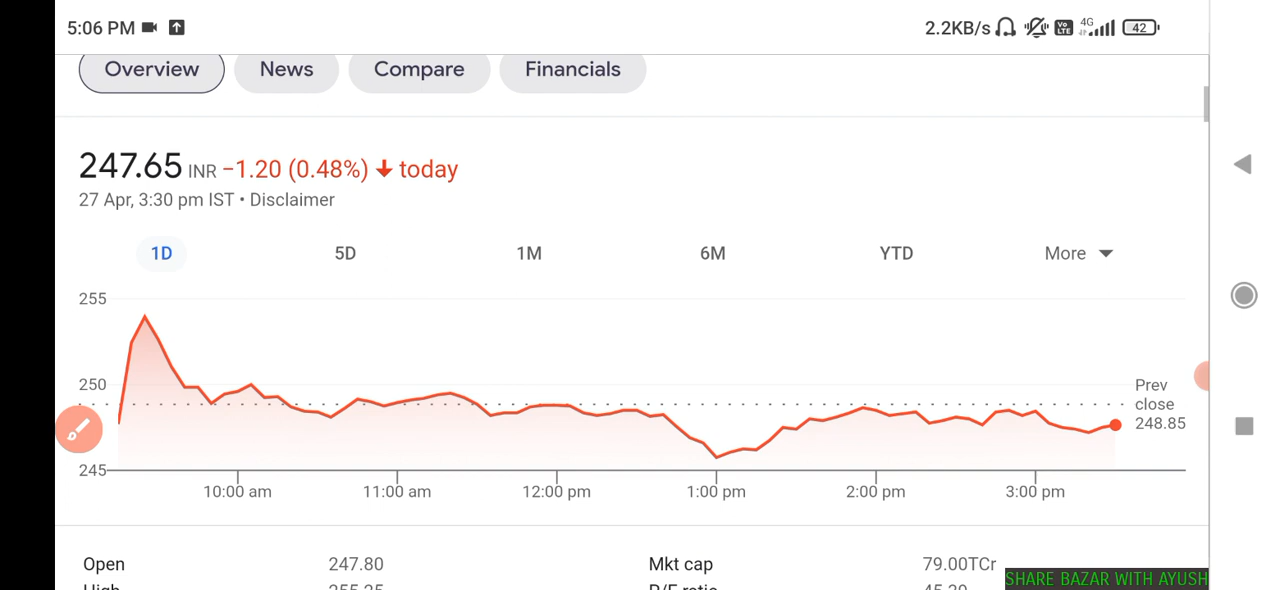 5:06 PM
2.2KB/s Vo LTE 4G 42
Overview News Compare Financials
247.65 INR −1.20 (0.48%) today
27 Apr, 3:30 pm IST • Disclaimer
1D 5D 1M 6M YTD More
255
250
245
Prev
close
248.85
10:00 am 11:00 am 12:00 pm 1:00 pm 2:00 pm 3:00 pm
Open 247.80 Mkt cap 79.00TCr
SHARE BAZAR WITH AYUSH